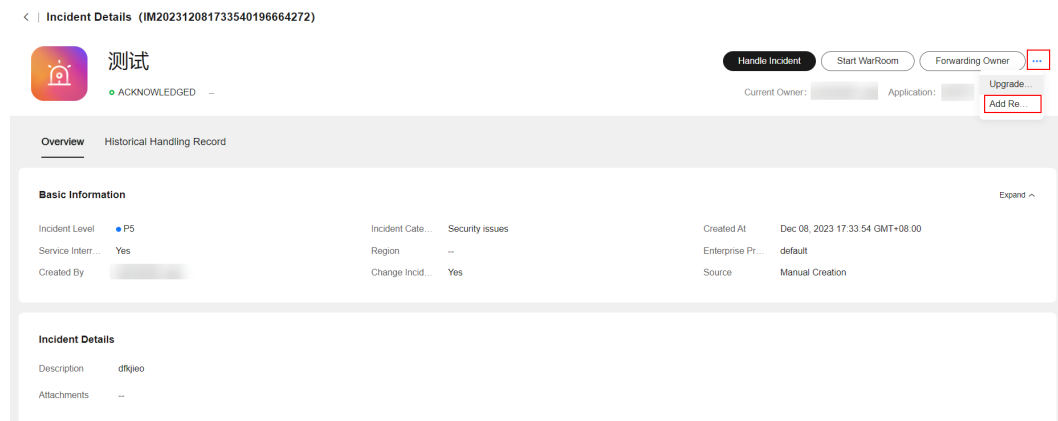 Incident Details (IM202312081733540196664272)
测试
Handle Incident
Start WarRoom
Forwarding Owner
...
ACKNOWLEDGED --
Current Owner:
Application:
Upgrade...
Add Re...
Overview
Historical Handling Record
Basic Information
Expand
Incident Level P5
Incident Cate... Security issues
Created At Dec 08, 2023 17:33:54 GMT+08:00
Service Interr... Yes
Region --
Enterprise Pr... default
Created By
Change Incid... Yes
Source Manual Creation
Incident Details
Description dfkjieo
Attachments --